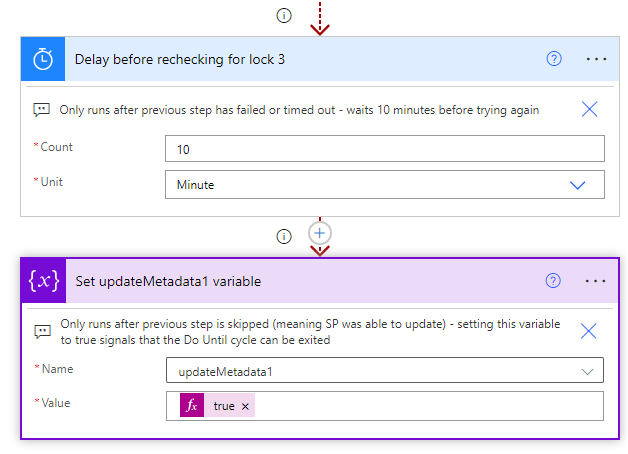 Delay before rechecking for lock 3
Only runs after previous step has failed or timed out - waits 10 minutes before trying again
* Count
10
* Unit
Minute
{x} Set updateMetadata1 variable
Only runs after previous step is skipped (meaning SP was able to update) - setting this variable
to true signals that the Do Until cycle can be exited
* Name
updateMetadata1
* Value
fx true ×